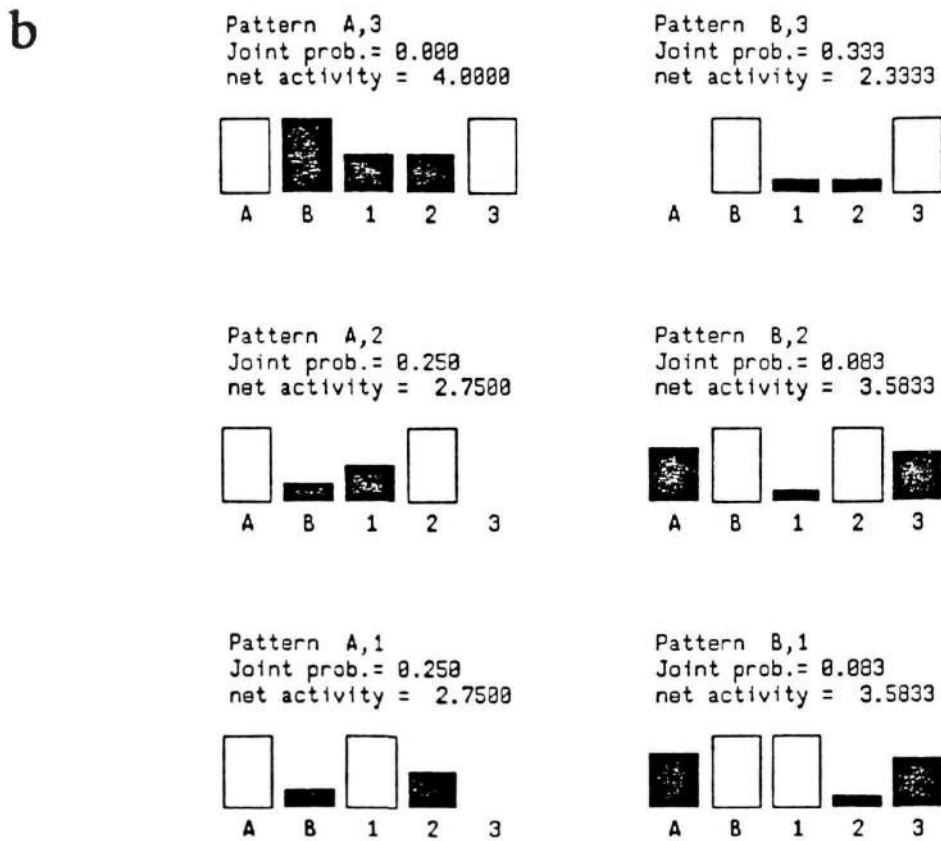 b
Pattern A,3
Joint prob.= 0.000
net activity = 4.0000
A B 1 2 3
Pattern B,3
Joint prob.= 0.333
net activity = 2.3333
A B 1 2 3
Pattern A,2
Joint prob.= 0.250
net activity = 2.7500
A B 1 2 3
Pattern B,2
Joint prob.= 0.083
net activity = 3.5833
A B 1 2 3
Pattern A,1
Joint prob.= 0.250
net activity = 2.7500
A B 1 2 3
Pattern B,1
Joint prob.= 0.083
net activity = 3.5833
A B 1 2 3